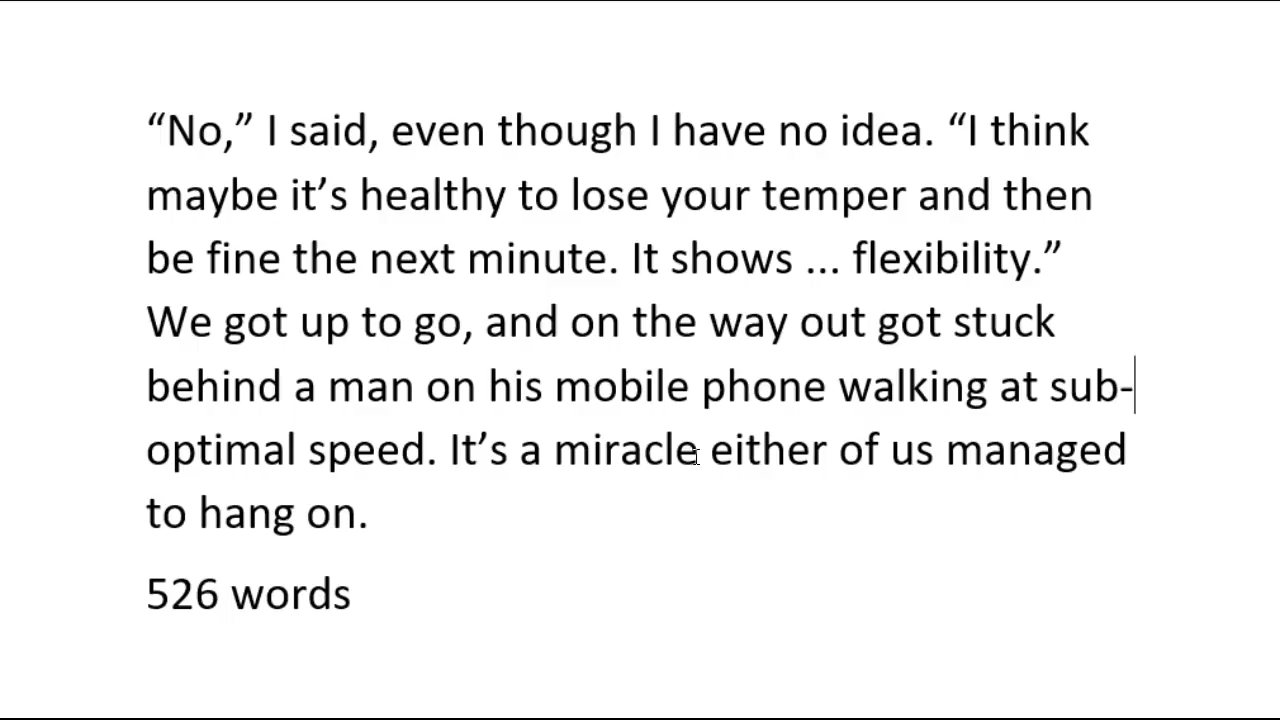 “No,” I said, even though I have no idea. “I think
maybe it’s healthy to lose your temper and then
be fine the next minute. It shows ... flexibility.”
We got up to go, and on the way out got stuck
behind a man on his mobile phone walking at sub-
optimal speed. It’s a miracle either of us managed
to hang on.
526 words